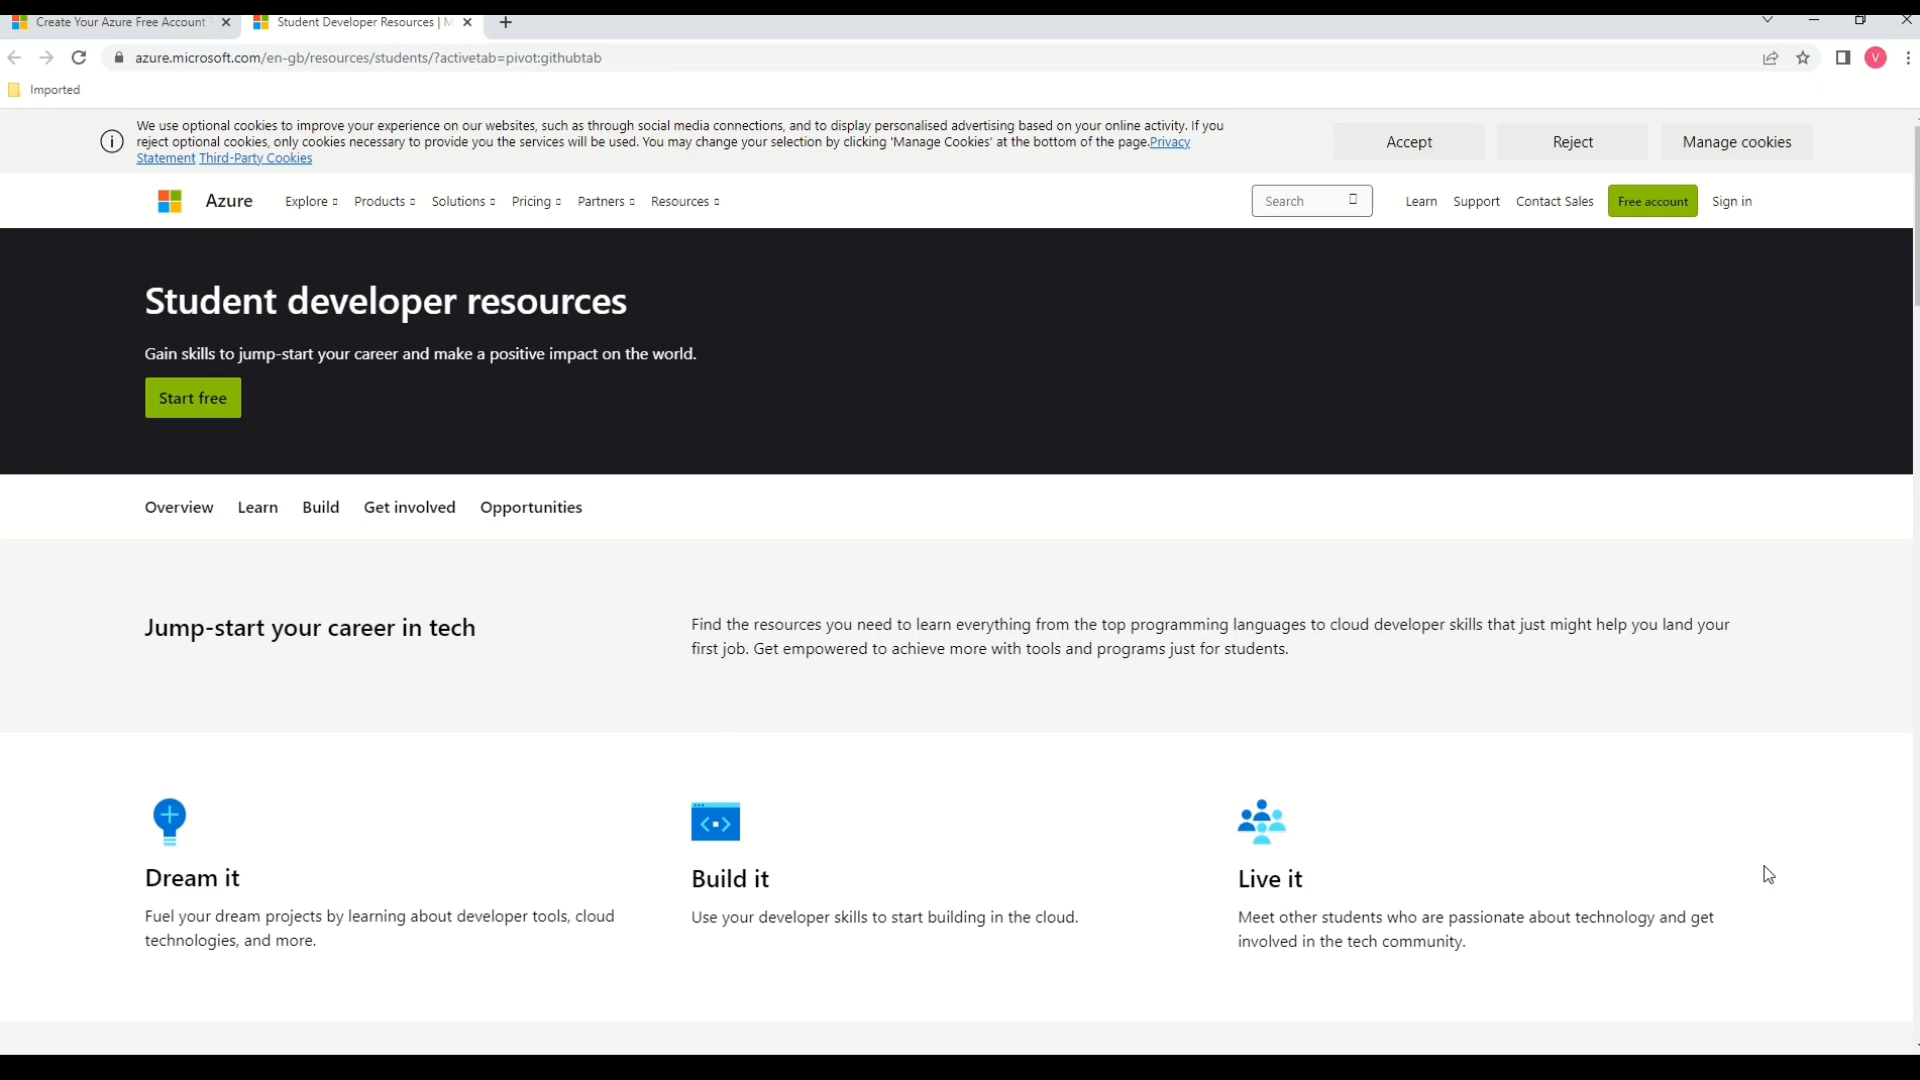 Create Your Azure Free Account
Student Developer Resources | M
azure.microsoft.com/en-gb/resources/students/?activetab=pivot:githubtab
V
Imported
We use optional cookies to improve your experience on our websites, such as through social media connections, and to display personalised advertising based on your online activity. If you
reject optional cookies, only cookies necessary to provide you the services will be used. You may change your selection by clicking 'Manage Cookies' at the bottom of the page.Privacy
Statement Third-Party Cookies
Accept
Reject
Manage cookies
Azure
Explore
Products
Solutions
Pricing
Partners
Resources
Search
Learn
Support
Contact Sales
Free account
Sign in
Student developer resources
Gain skills to jump-start your career and make a positive impact on the world.
Start free
Overview
Learn
Build
Get involved
Opportunities
Jump-start your career in tech
Find the resources you need to learn everything from the top programming languages to cloud developer skills that just might help you land your
first job. Get empowered to achieve more with tools and programs just for students.
Dream it
Fuel your dream projects by learning about developer tools, cloud
technologies, and more.
Build it
Use your developer skills to start building in the cloud.
Live it
Meet other students who are passionate about technology and get
involved in the tech community.